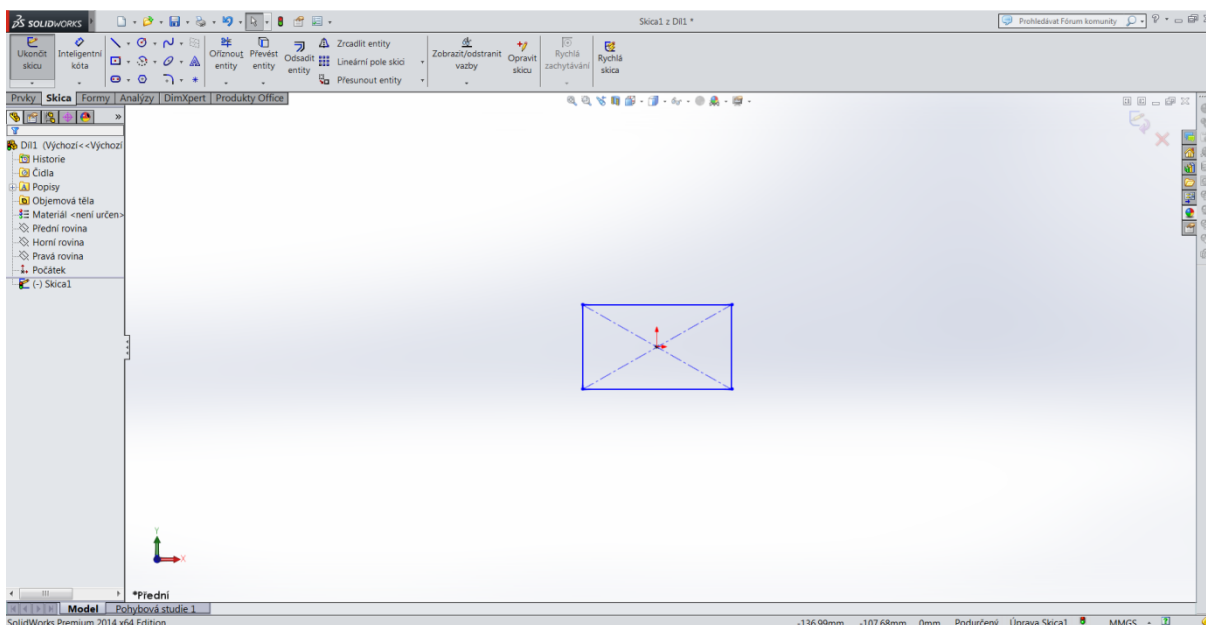 SOLIDWORKS
Skica1 z Díl1 *
Prohledávat Fórum komunity
Ukončit skicu
Inteligentní kóta
Oříznout entity
Převést entity
Odsadit entity
Zrcadlit entity
Lineární pole skici
Přesunout entity
Zobrazit/odstranit vazby
Opravit skicu
Rychlá zachytávání
Rychlá skica
Prvky Skica Formy Analýzy DimXpert Produkty Office
Díl1 (Výchozí<<Výchozí
Historie
Čidla
Popisy
Objemová těla
Materiál <není určen>
Přední rovina
Horní rovina
Pravá rovina
Počátek
(-) Skica1
Y
X
*Přední
Model Pohybová studie 1
SolidWorks Premium 2014 x64 Edition -136.99mm -107.68mm 0mm Podurčený Úprava Skica1 MMGS